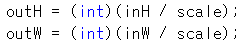 outH = (int)(inH / scale);
outW = (int)(inW / scale);